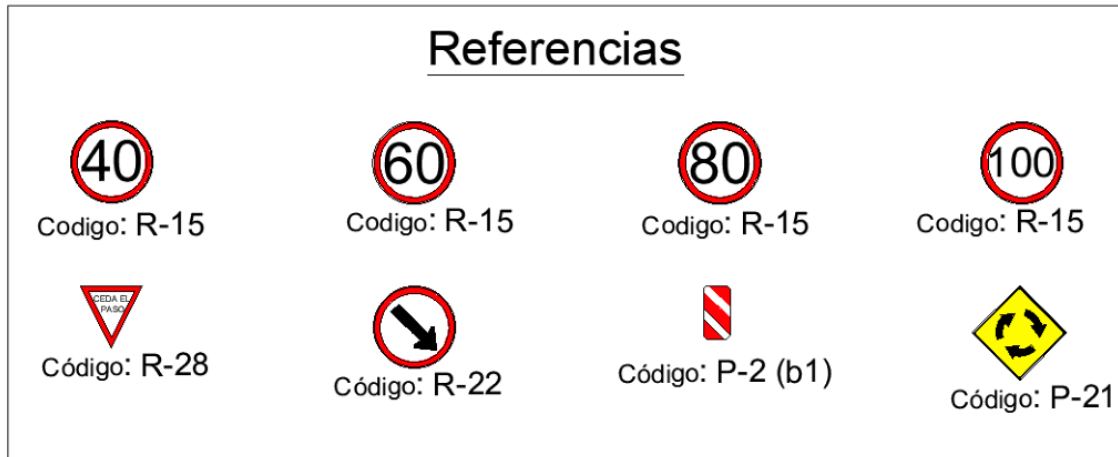 Referencias
40
60
80
100
Codigo: R-15
Codigo: R-15
Codigo: R-15
Codigo: R-15
CEDA EL
PASO
Código: R-28
Código: R-22
Código: P-2 (b1)
Código: P-21